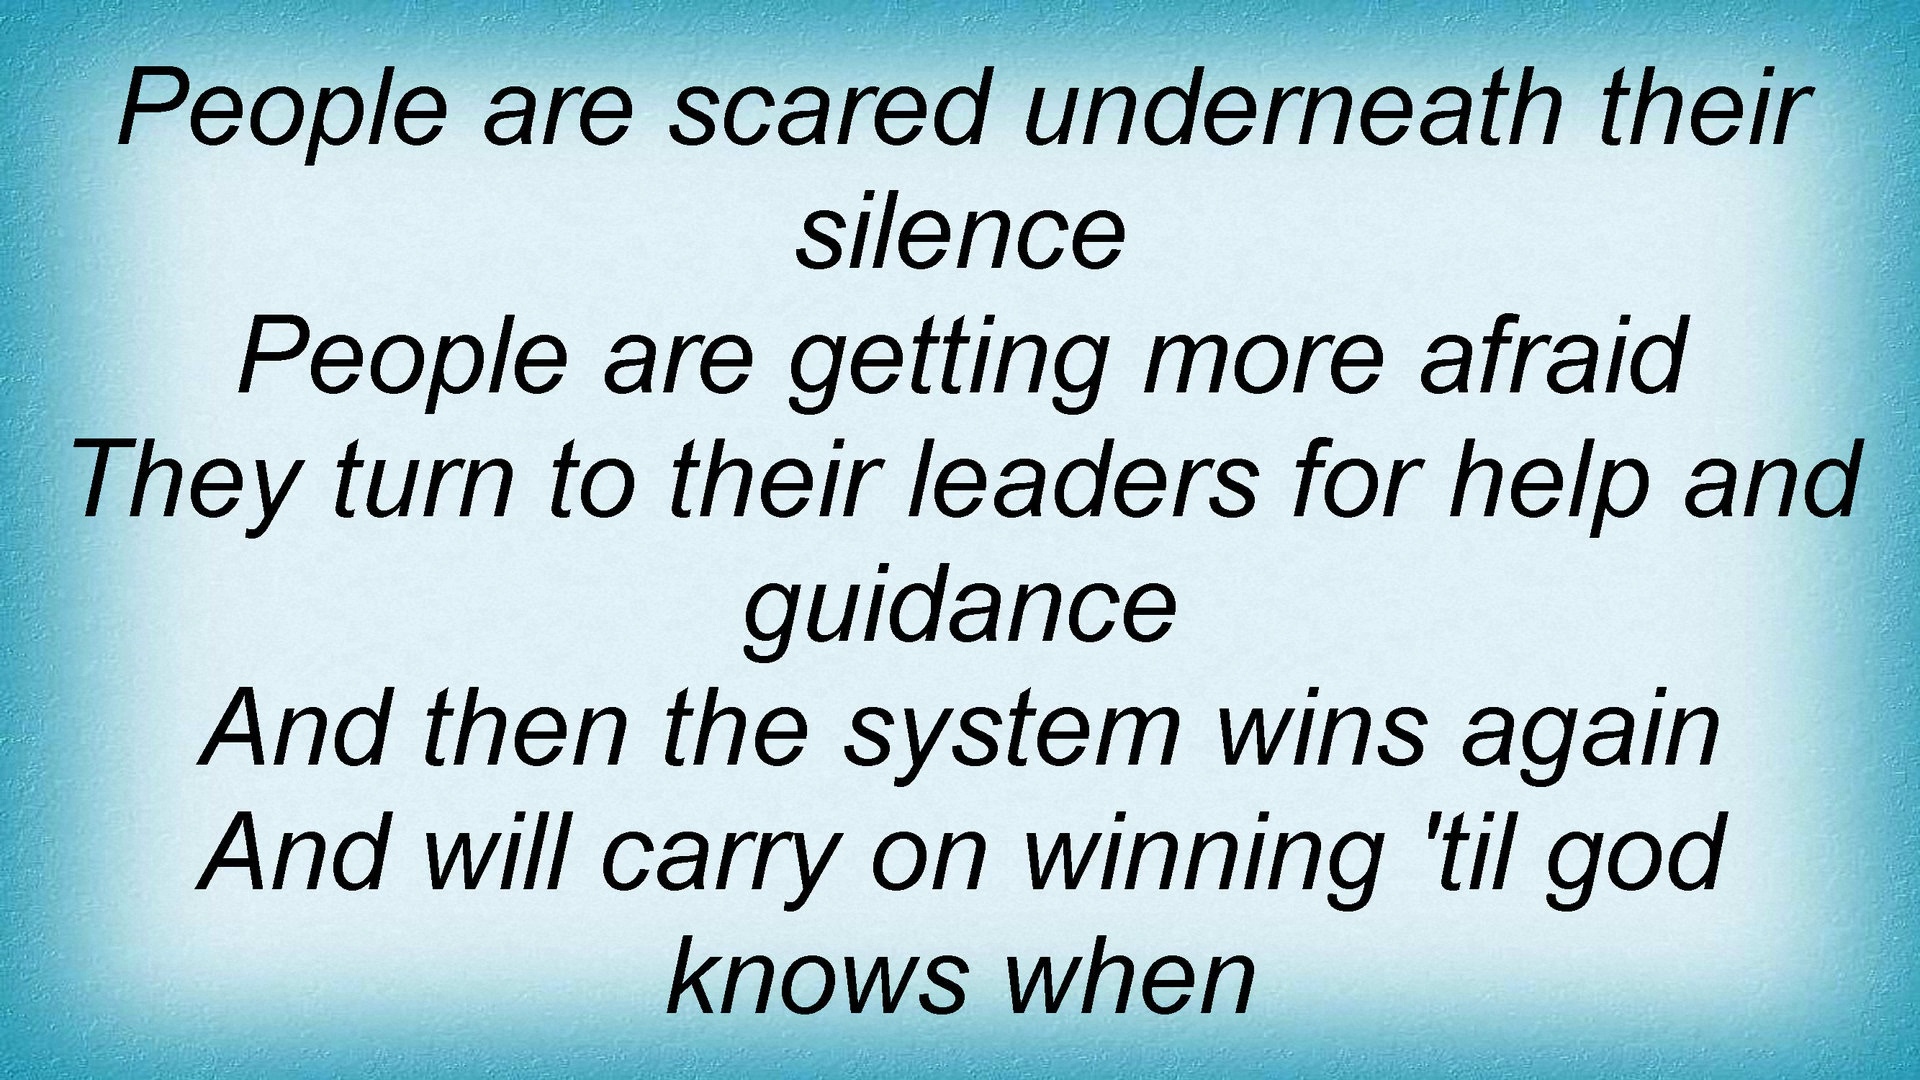 People are scared underneath their
silence
People are getting more afraid
They turn to their leaders for help and
guidance
And then the system wins again
And will carry on winning 'til god
knows when